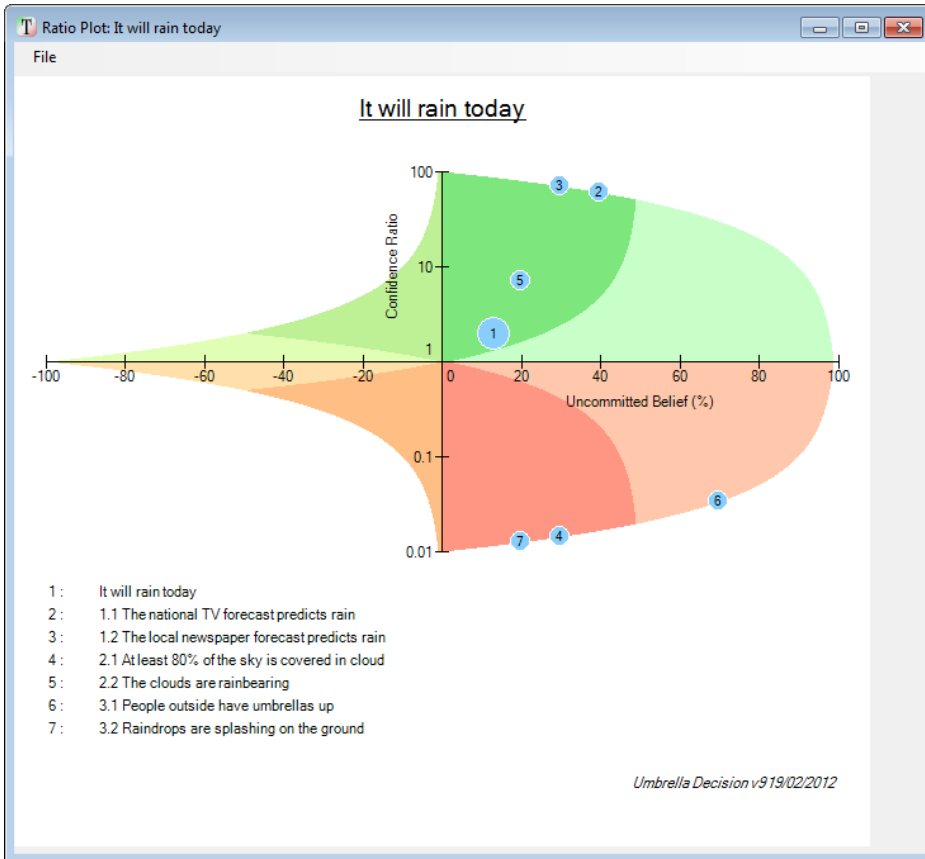 T Ratio Plot: It will rain today
File
It will rain today
100
3
2
Confidence Ratio
10
5
1
1
-100 -80 -60 -40 -20 0 20 40 60 80 100
Uncommitted Belief (%)
0.1
6
7
4
0.01
1 : It will rain today
2 : 1.1 The national TV forecast predicts rain
3 : 1.2 The local newspaper forecast predicts rain
4 : 2.1 At least 80% of the sky is covered in cloud
5 : 2.2 The clouds are rainbearing
6 : 3.1 People outside have umbrellas up
7 : 3.2 Raindrops are splashing on the ground
Umbrella Decision v9 19/02/2012